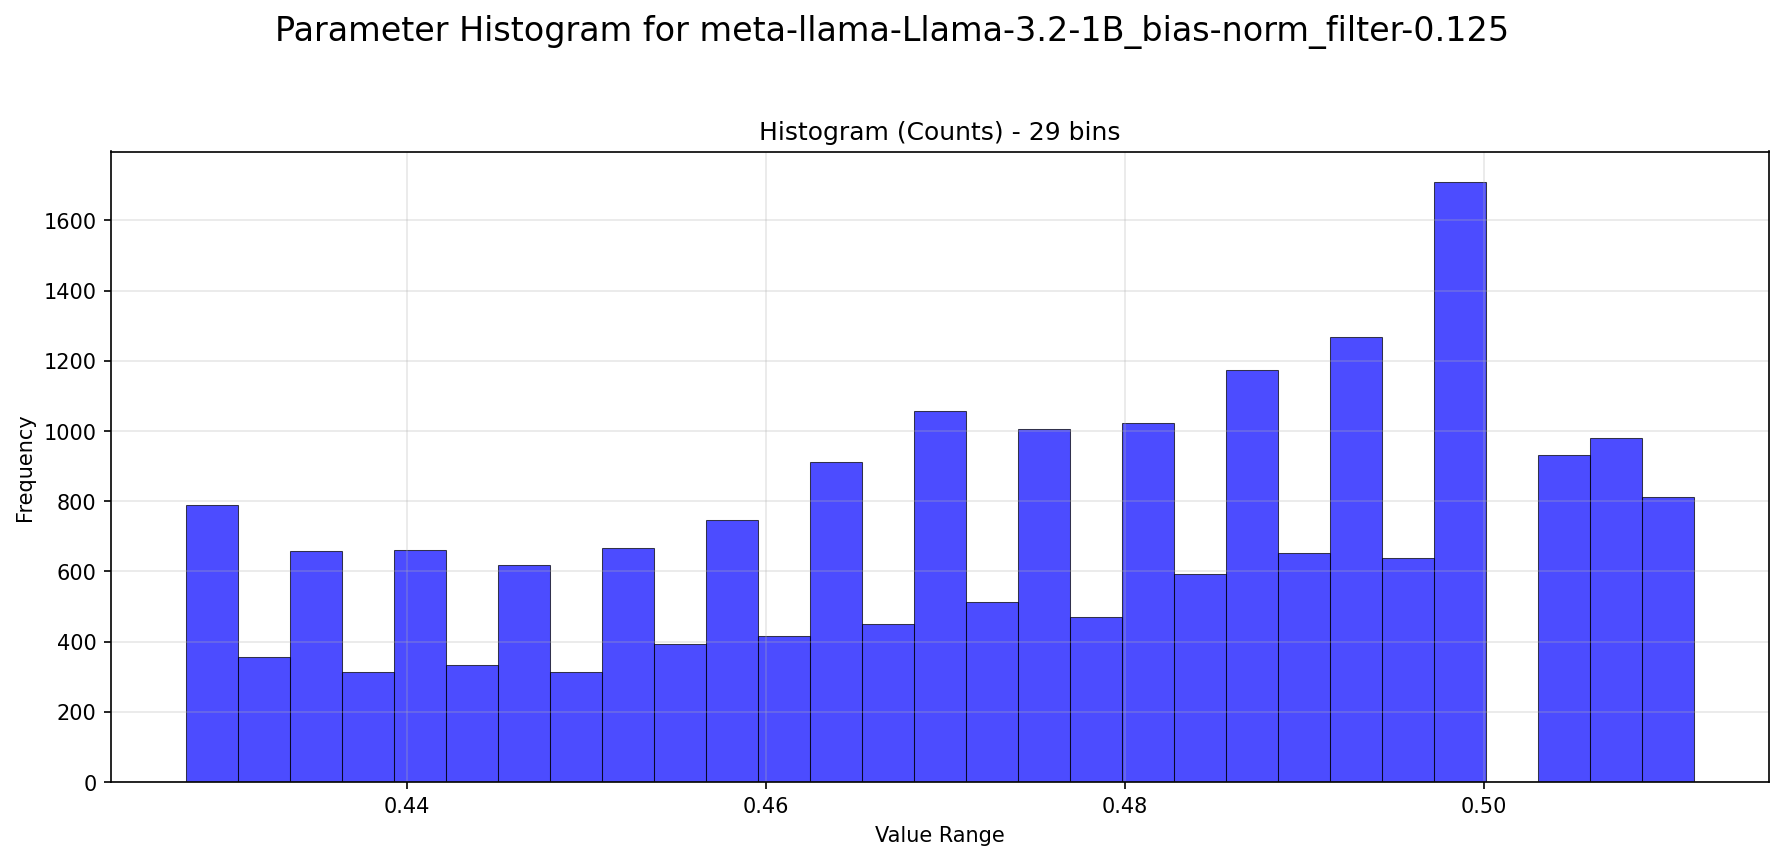 Parameter Histogram for meta-llama-Llama-3.2-1B_bias-norm_filter-0.125
Histogram (Counts) - 29 bins
1600
1400
1200
1000
800
600
400
200
0
Frequency
0.44 0.46 0.48 0.50
Value Range